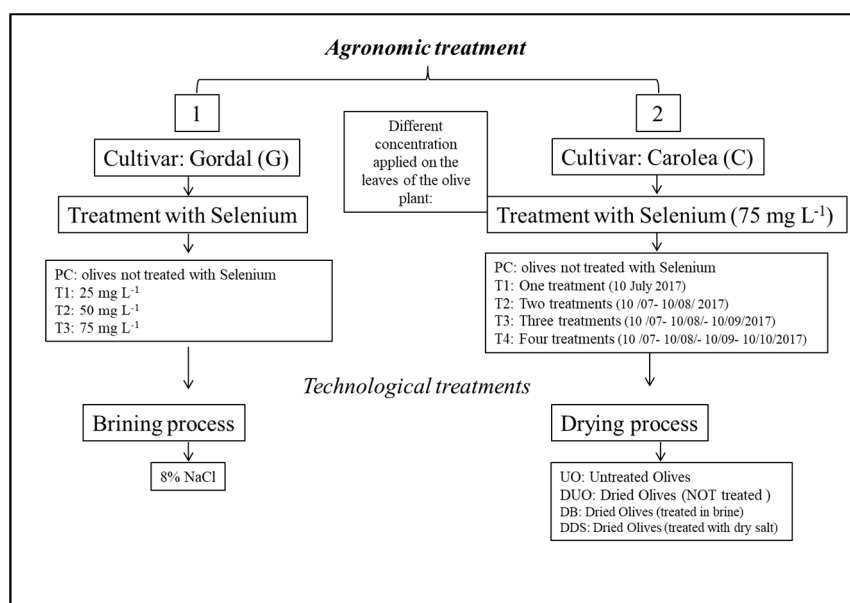 Agronomic treatment
1
Cultivar: Gordal (G)
Treatment with Selenium
PC: olives not treated with Selenium
T1: 25 mg L⁻¹
T2: 50 mg L⁻¹
T3: 75 mg L⁻¹
Different
concentration
applied on the
leaves of the olive
plant:
2
Cultivar: Carolea (C)
Treatment with Selenium (75 mg L⁻¹)
PC: olives not treated with Selenium
T1: One treatment (10 July 2017)
T2: Two treatments (10 /07- 10/08/ 2017)
T3: Three treatments (10 /07- 10/08/- 10/09/2017)
T4: Four treatments (10 /07- 10/08/- 10/09- 10/10/2017)
Technological treatments
Brining process
8% NaCl
Drying process
UO: Untreated Olives
DUO: Dried Olives (NOT treated )
DB: Dried Olives (treated in brine)
DDS: Dried Olives (treated with dry salt)